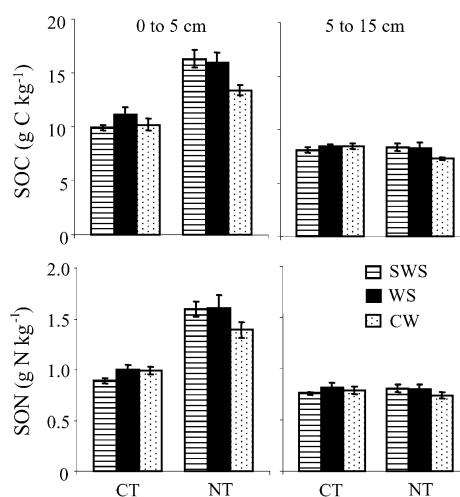 0 to 5 cm
5 to 15 cm
SOC (g C kg⁻¹)
20
15
10
5
0
SON (g N kg⁻¹)
2.0
1.5
1.0
0.5
0
SWS
WS
CW
CT
NT
CT
NT